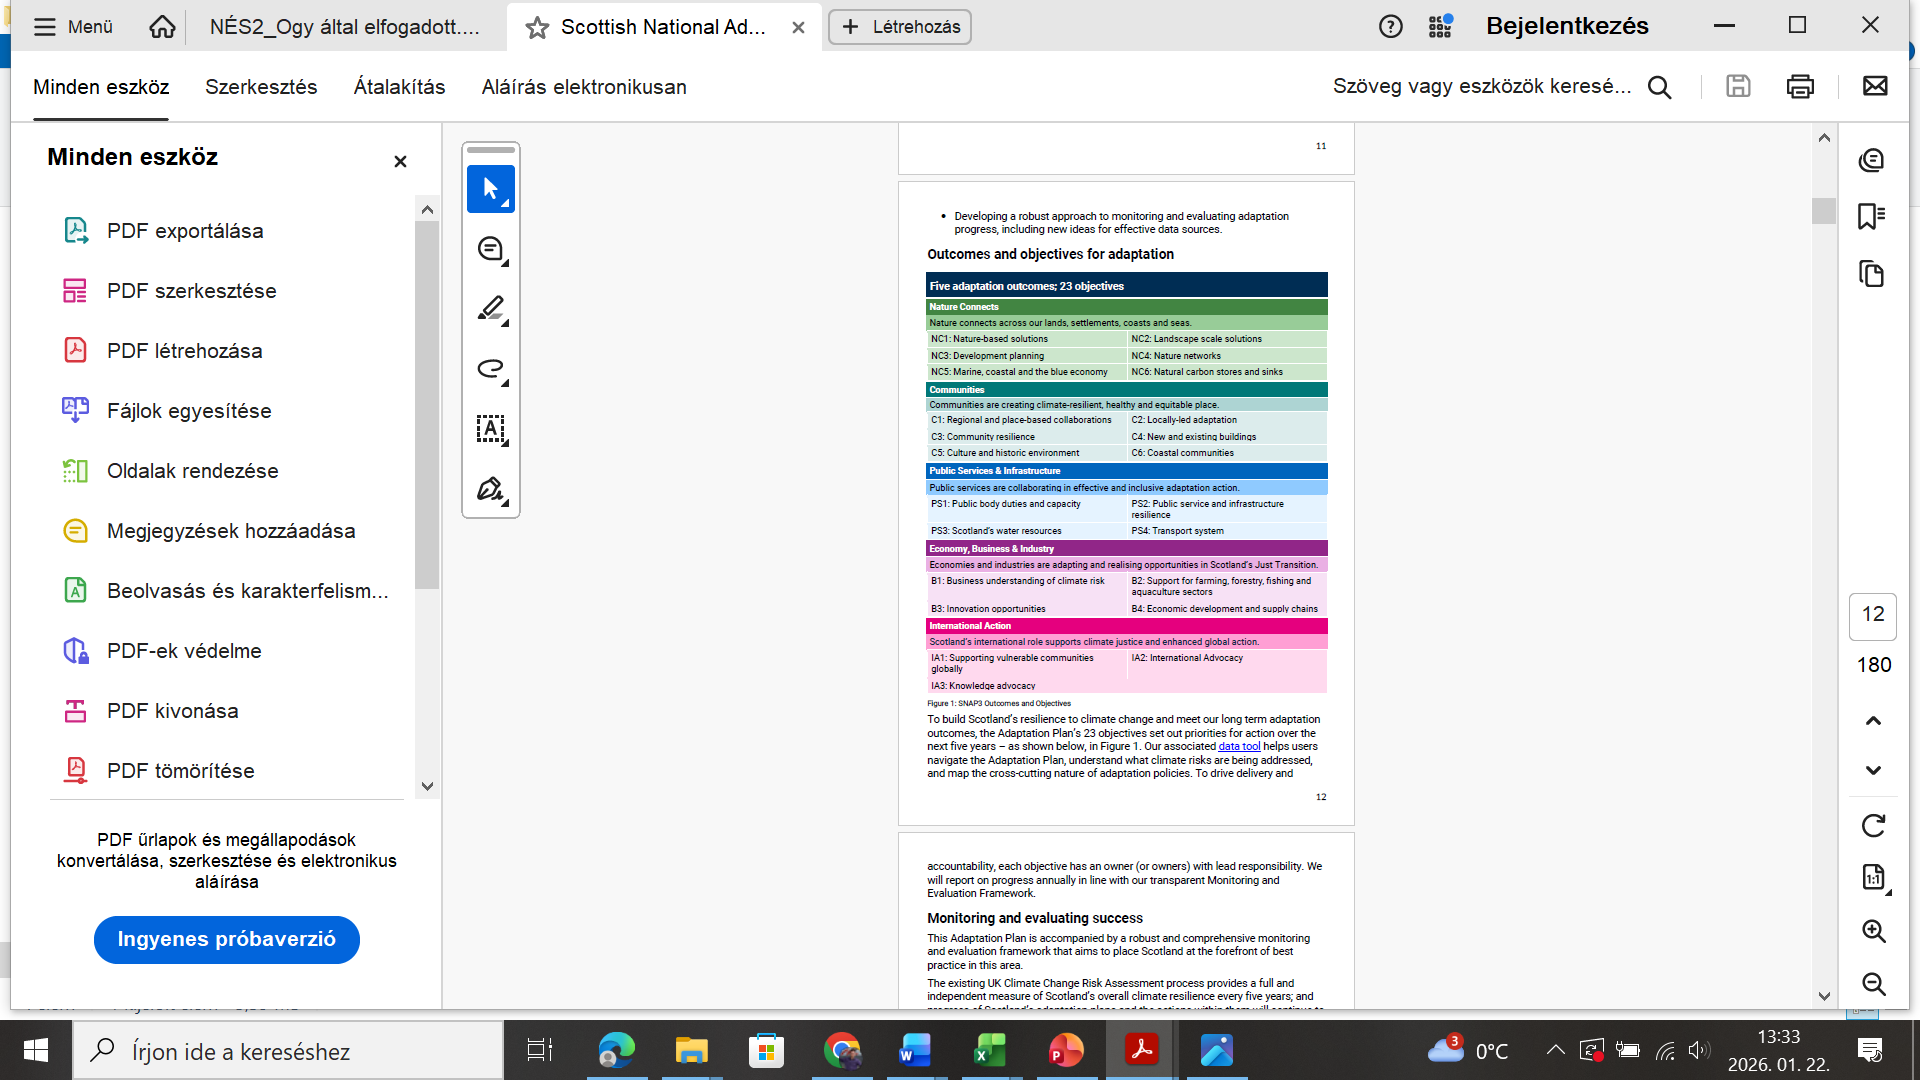 Menü
NÉS2_Ogy által elfogadott....
Scottish National Ad...
Létrehozás
Bejelentkezés
Minden eszköz
Szerkesztés
Átalakítás
Aláírás elektronikusan
Szöveg vagy eszközök keresé...
Minden eszköz
PDF exportálása
PDF szerkesztése
PDF létrehozása
Fájlok egyesítése
Oldalak rendezése
Megjegyzések hozzáadása
Beolvasás és karakterfelism...
PDF-ek védelme
PDF kivonása
PDF tömörítése
PDF űrlapok és megállapodások
konvertálása, szerkesztése és elektronikus
aláírása
Ingyenes próbaverzió
11
• Developing a robust approach to monitoring and evaluating adaptation
progress, including new ideas for effective data sources.
Outcomes and objectives for adaptation
Five adaptation outcomes; 23 objectives
Nature Connects
Nature connects across our lands, settlements, coasts and seas.
NC1: Nature-based solutions
NC2: Landscape scale solutions
NC3: Development planning
NC4: Nature networks
NC5: Marine, coastal and the blue economy
NC6: Natural carbon stores and sinks
Communities
Communities are creating climate-resilient, healthy and equitable place.
C1: Regional and place-based collaborations
C2: Locally-led adaptation
C3: Community resilience
C4: New and existing buildings
C5: Culture and historic environment
C6: Coastal communities
Public Services & Infrastructure
Public services are collaborating in effective and inclusive adaptation action.
PS1: Public body duties and capacity
PS2: Public service and infrastructure
resilience
PS3: Scotland's water resources
PS4: Transport system
Economy, Business & Industry
Economies and industries are adapting and realising opportunities in Scotland's Just Transition.
B1: Business understanding of climate risk
B2: Support for farming, forestry, fishing and
aquaculture sectors
B3: Innovation opportunities
B4: Economic development and supply chains
International Action
Scotland's international role supports climate justice and enhanced global action.
IA1: Supporting vulnerable communities
globally
IA2: International Advocacy
IA3: Knowledge advocacy
Figure 1: SNAP3 Outcomes and Objectives
To build Scotland's resilience to climate change and meet our long term adaptation
outcomes, the Adaptation Plan's 23 objectives set out priorities for action over the
next five years – as shown below, in Figure 1. Our associated data tool helps users
navigate the Adaptation Plan, understand what climate risks are being addressed,
and map the cross-cutting nature of adaptation policies. To drive delivery and
12
accountability, each objective has an owner (or owners) with lead responsibility. We
will report on progress annually in line with our transparent Monitoring and
Evaluation Framework.
Monitoring and evaluating success
This Adaptation Plan is accompanied by a robust and comprehensive monitoring
and evaluation framework that aims to place Scotland at the forefront of best
practice in this area.
The existing UK Climate Change Risk Assessment process provides a full and
independent measure of Scotland's overall climate resilience every five years; and
12
180
1:1
Írjon ide a kereséshez
3
0°C
13:33
2026. 01. 22.